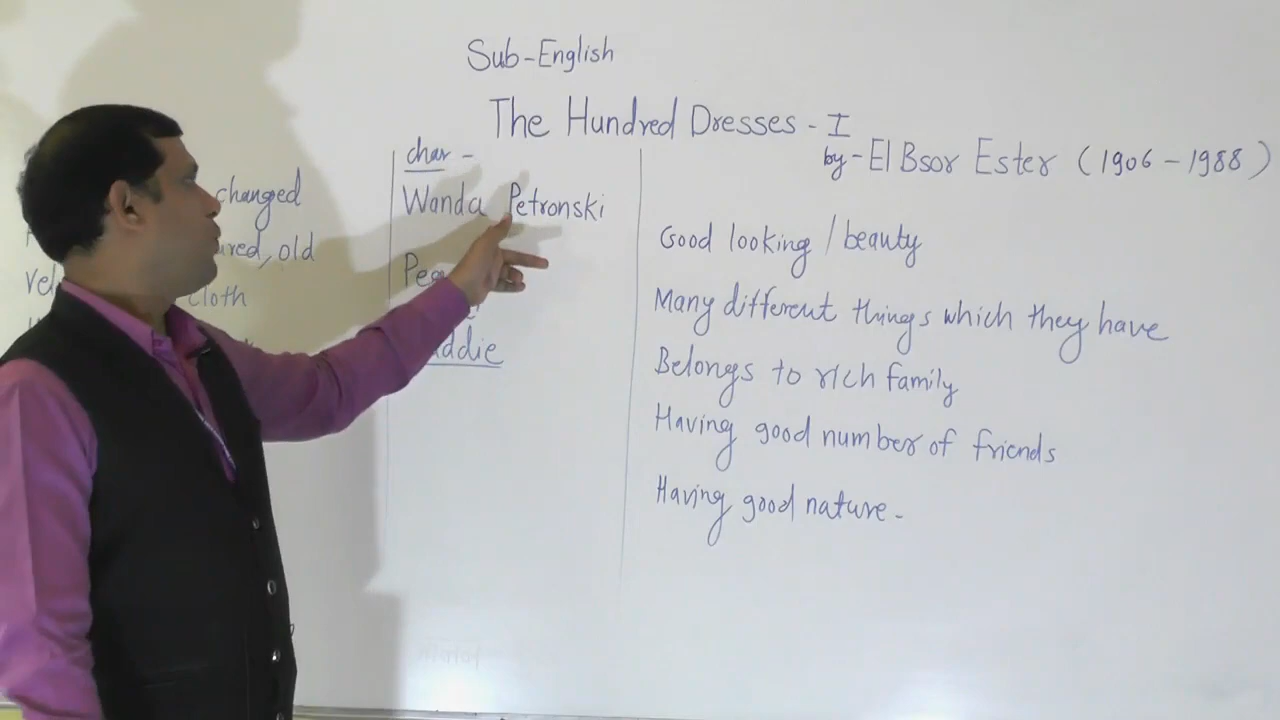 Sub-English
The Hundred Dresses - I
by- El Bsor Ester (1906-1988)
changed
old
cloth
char -
Wanda Petronski
Good looking / beauty
Many different things which they have
Belongs to rich family
Having good number of friends
Having good nature -